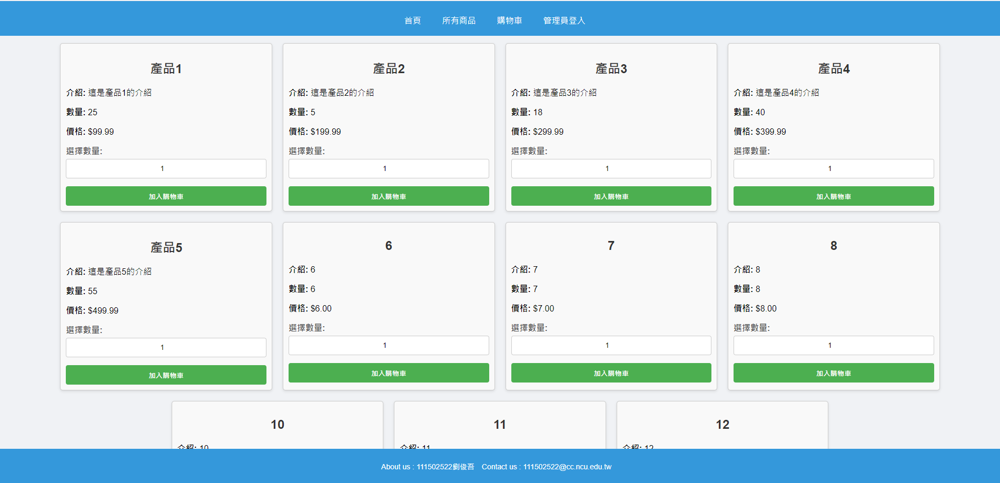 首頁 所有商品 購物車 管理員登入
產品1
介紹: 這是產品1的介紹
數量: 25
價格: $99.99
選擇數量:
1
加入購物車
產品2
介紹: 這是產品2的介紹
數量: 5
價格: $199.99
選擇數量:
1
加入購物車
產品3
介紹: 這是產品3的介紹
數量: 18
價格: $299.99
選擇數量:
1
加入購物車
產品4
介紹: 這是產品4的介紹
數量: 40
價格: $399.99
選擇數量:
1
加入購物車
產品5
介紹: 這是產品5的介紹
數量: 55
價格: $499.99
選擇數量:
1
加入購物車
6
介紹: 6
數量: 6
價格: $6.00
選擇數量:
1
加入購物車
7
介紹: 7
數量: 7
價格: $7.00
選擇數量:
1
加入購物車
8
介紹: 8
數量: 8
價格: $8.00
選擇數量:
1
加入購物車
10
介紹: 10
11
介紹: 11
12
介紹: 12
About us : 111502522劉俊吾 Contact us : 111502522@cc.ncu.edu.tw